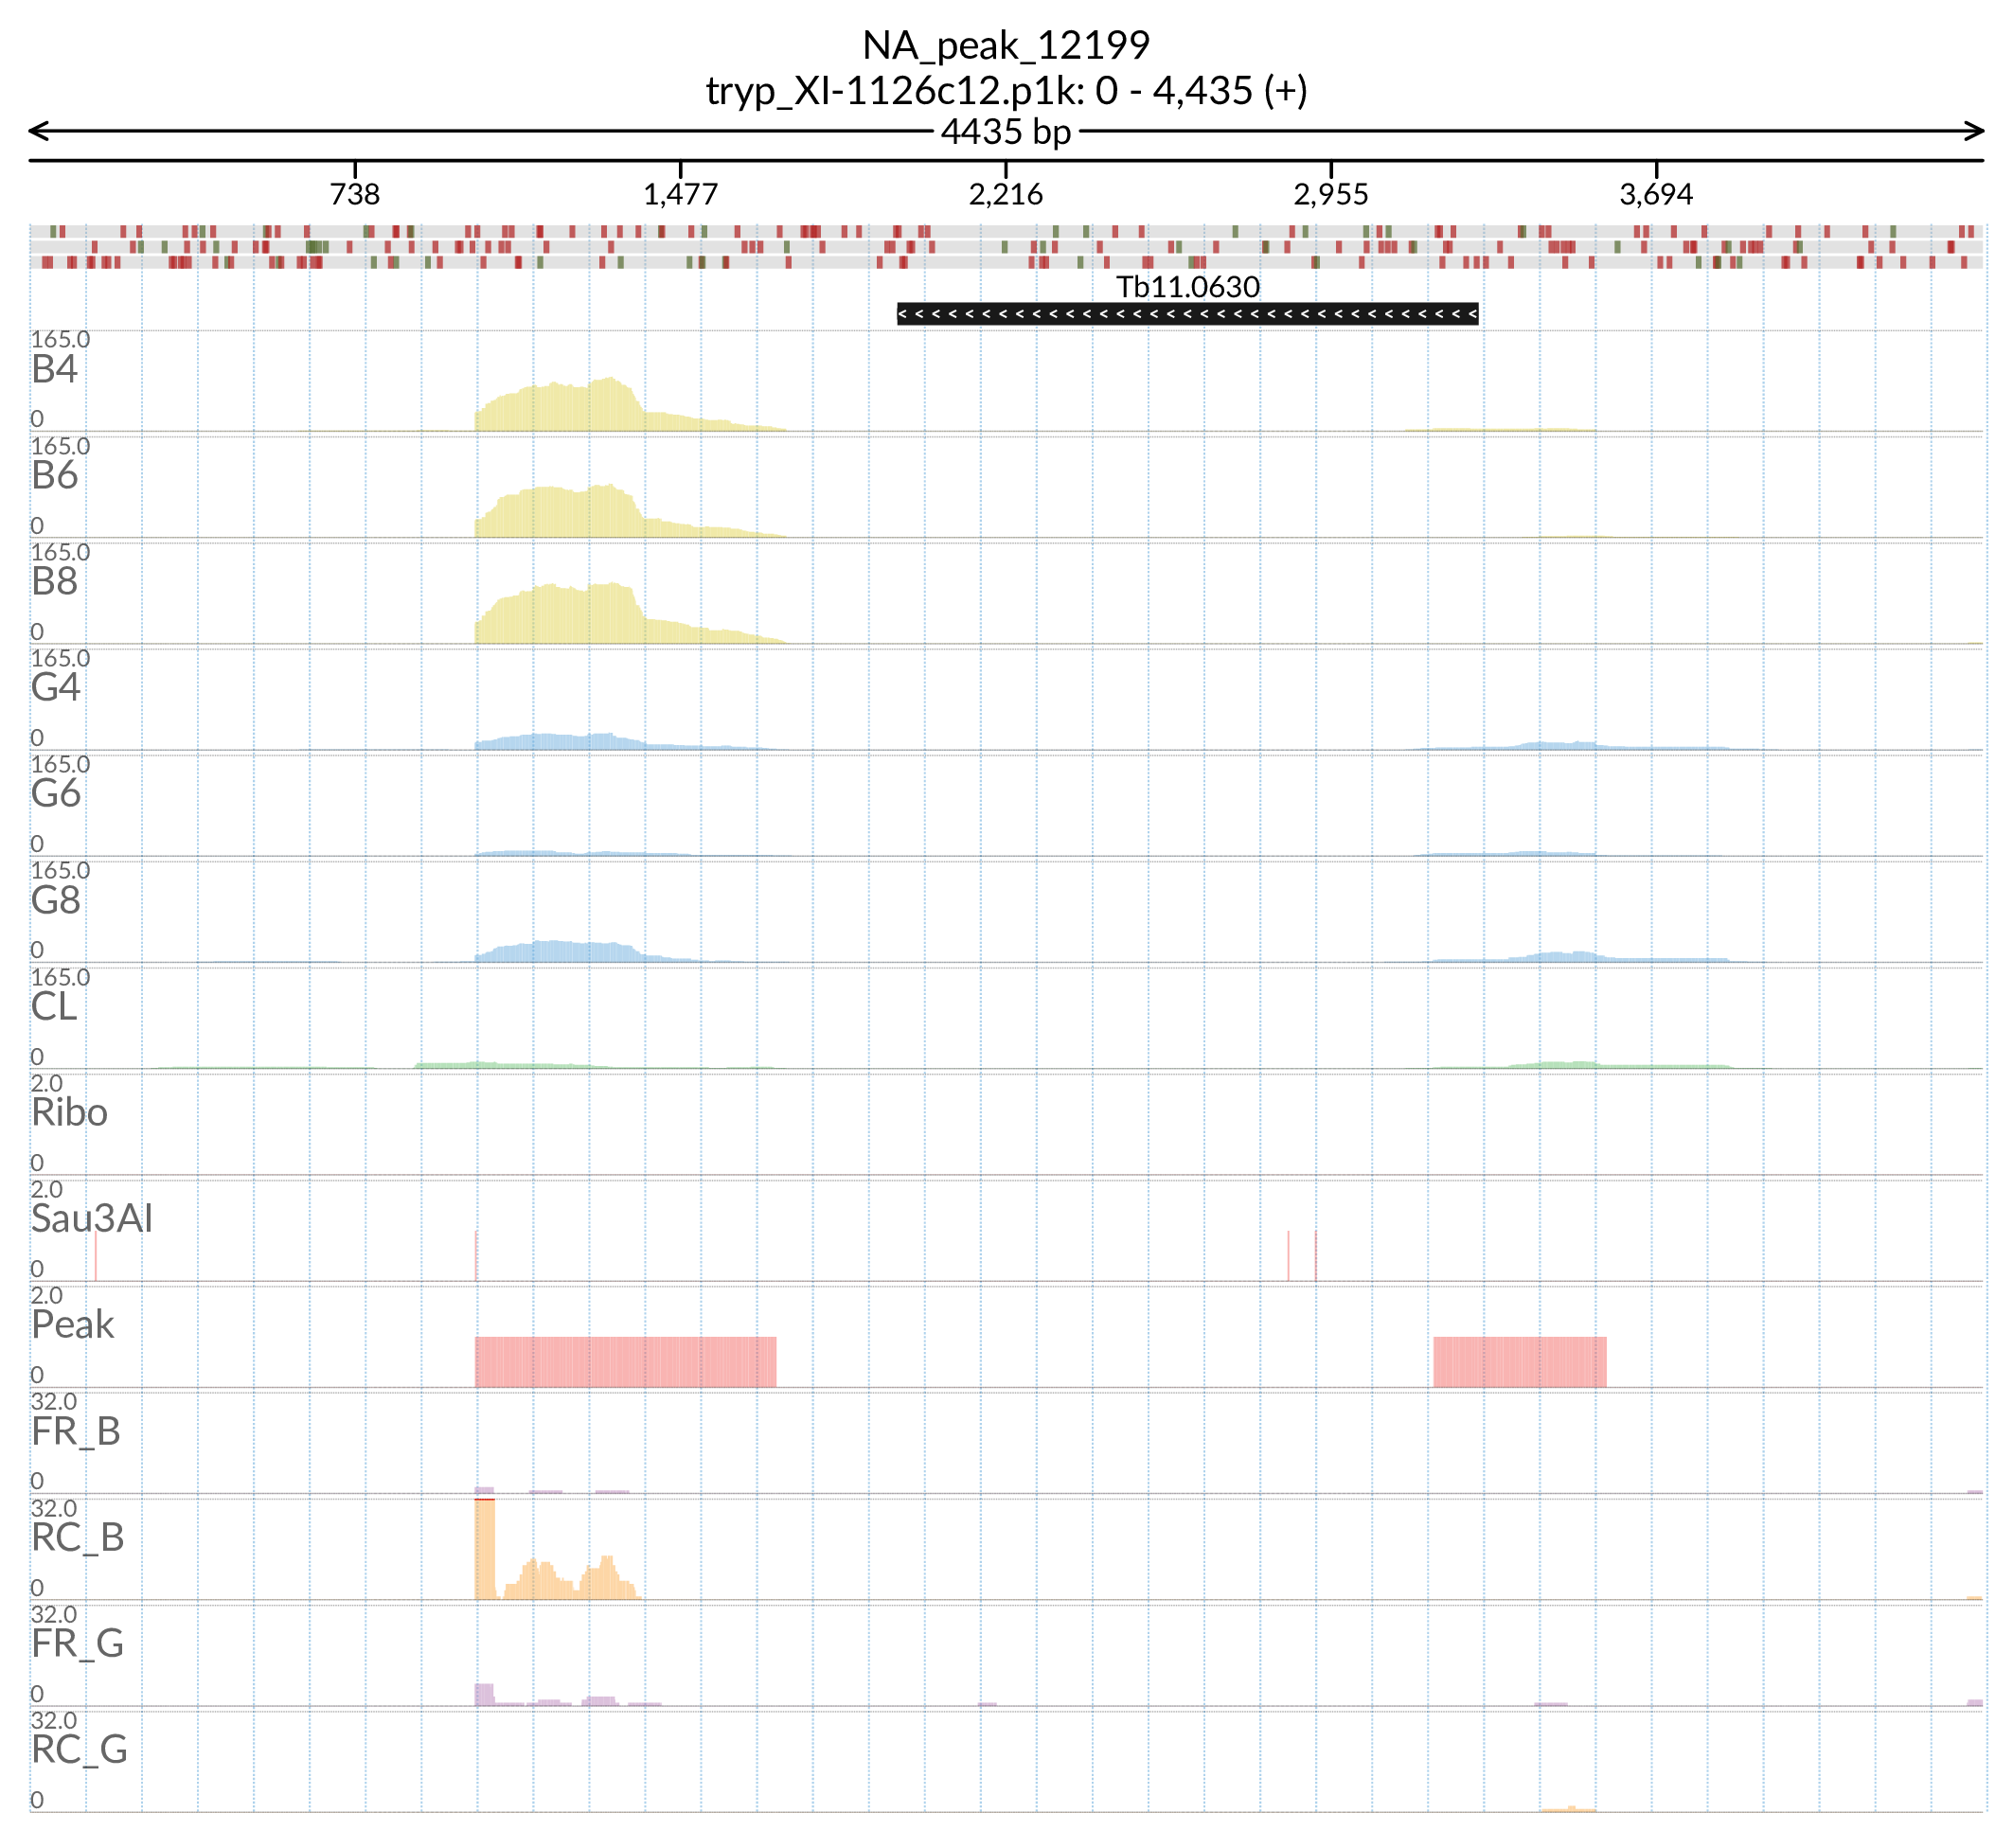 NA_peak_12199
tryp_XI-1126c12.p1k: 0 - 4,435 (+)
4435 bp
738 1,477 2,216 2,955 3,694
Tb11.0630
165.0
B4
0
165.0
B6
0
165.0
B8
0
165.0
G4
0
165.0
G6
0
165.0
G8
0
165.0
CL
0
2.0
Ribo
0
2.0
Sau3AI
0
2.0
Peak
0
32.0
FR_B
0
32.0
RC_B
0
32.0
FR_G
0
32.0
RC_G
0